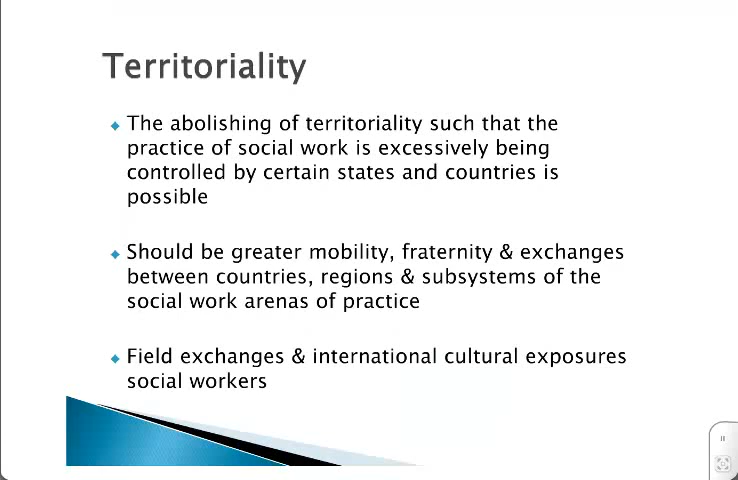 Territoriality
The abolishing of territoriality such that the
practice of social work is excessively being
controlled by certain states and countries is
possible
Should be greater mobility, fraternity & exchanges
between countries, regions & subsystems of the
social work arenas of practice
Field exchanges & international cultural exposures
social workers